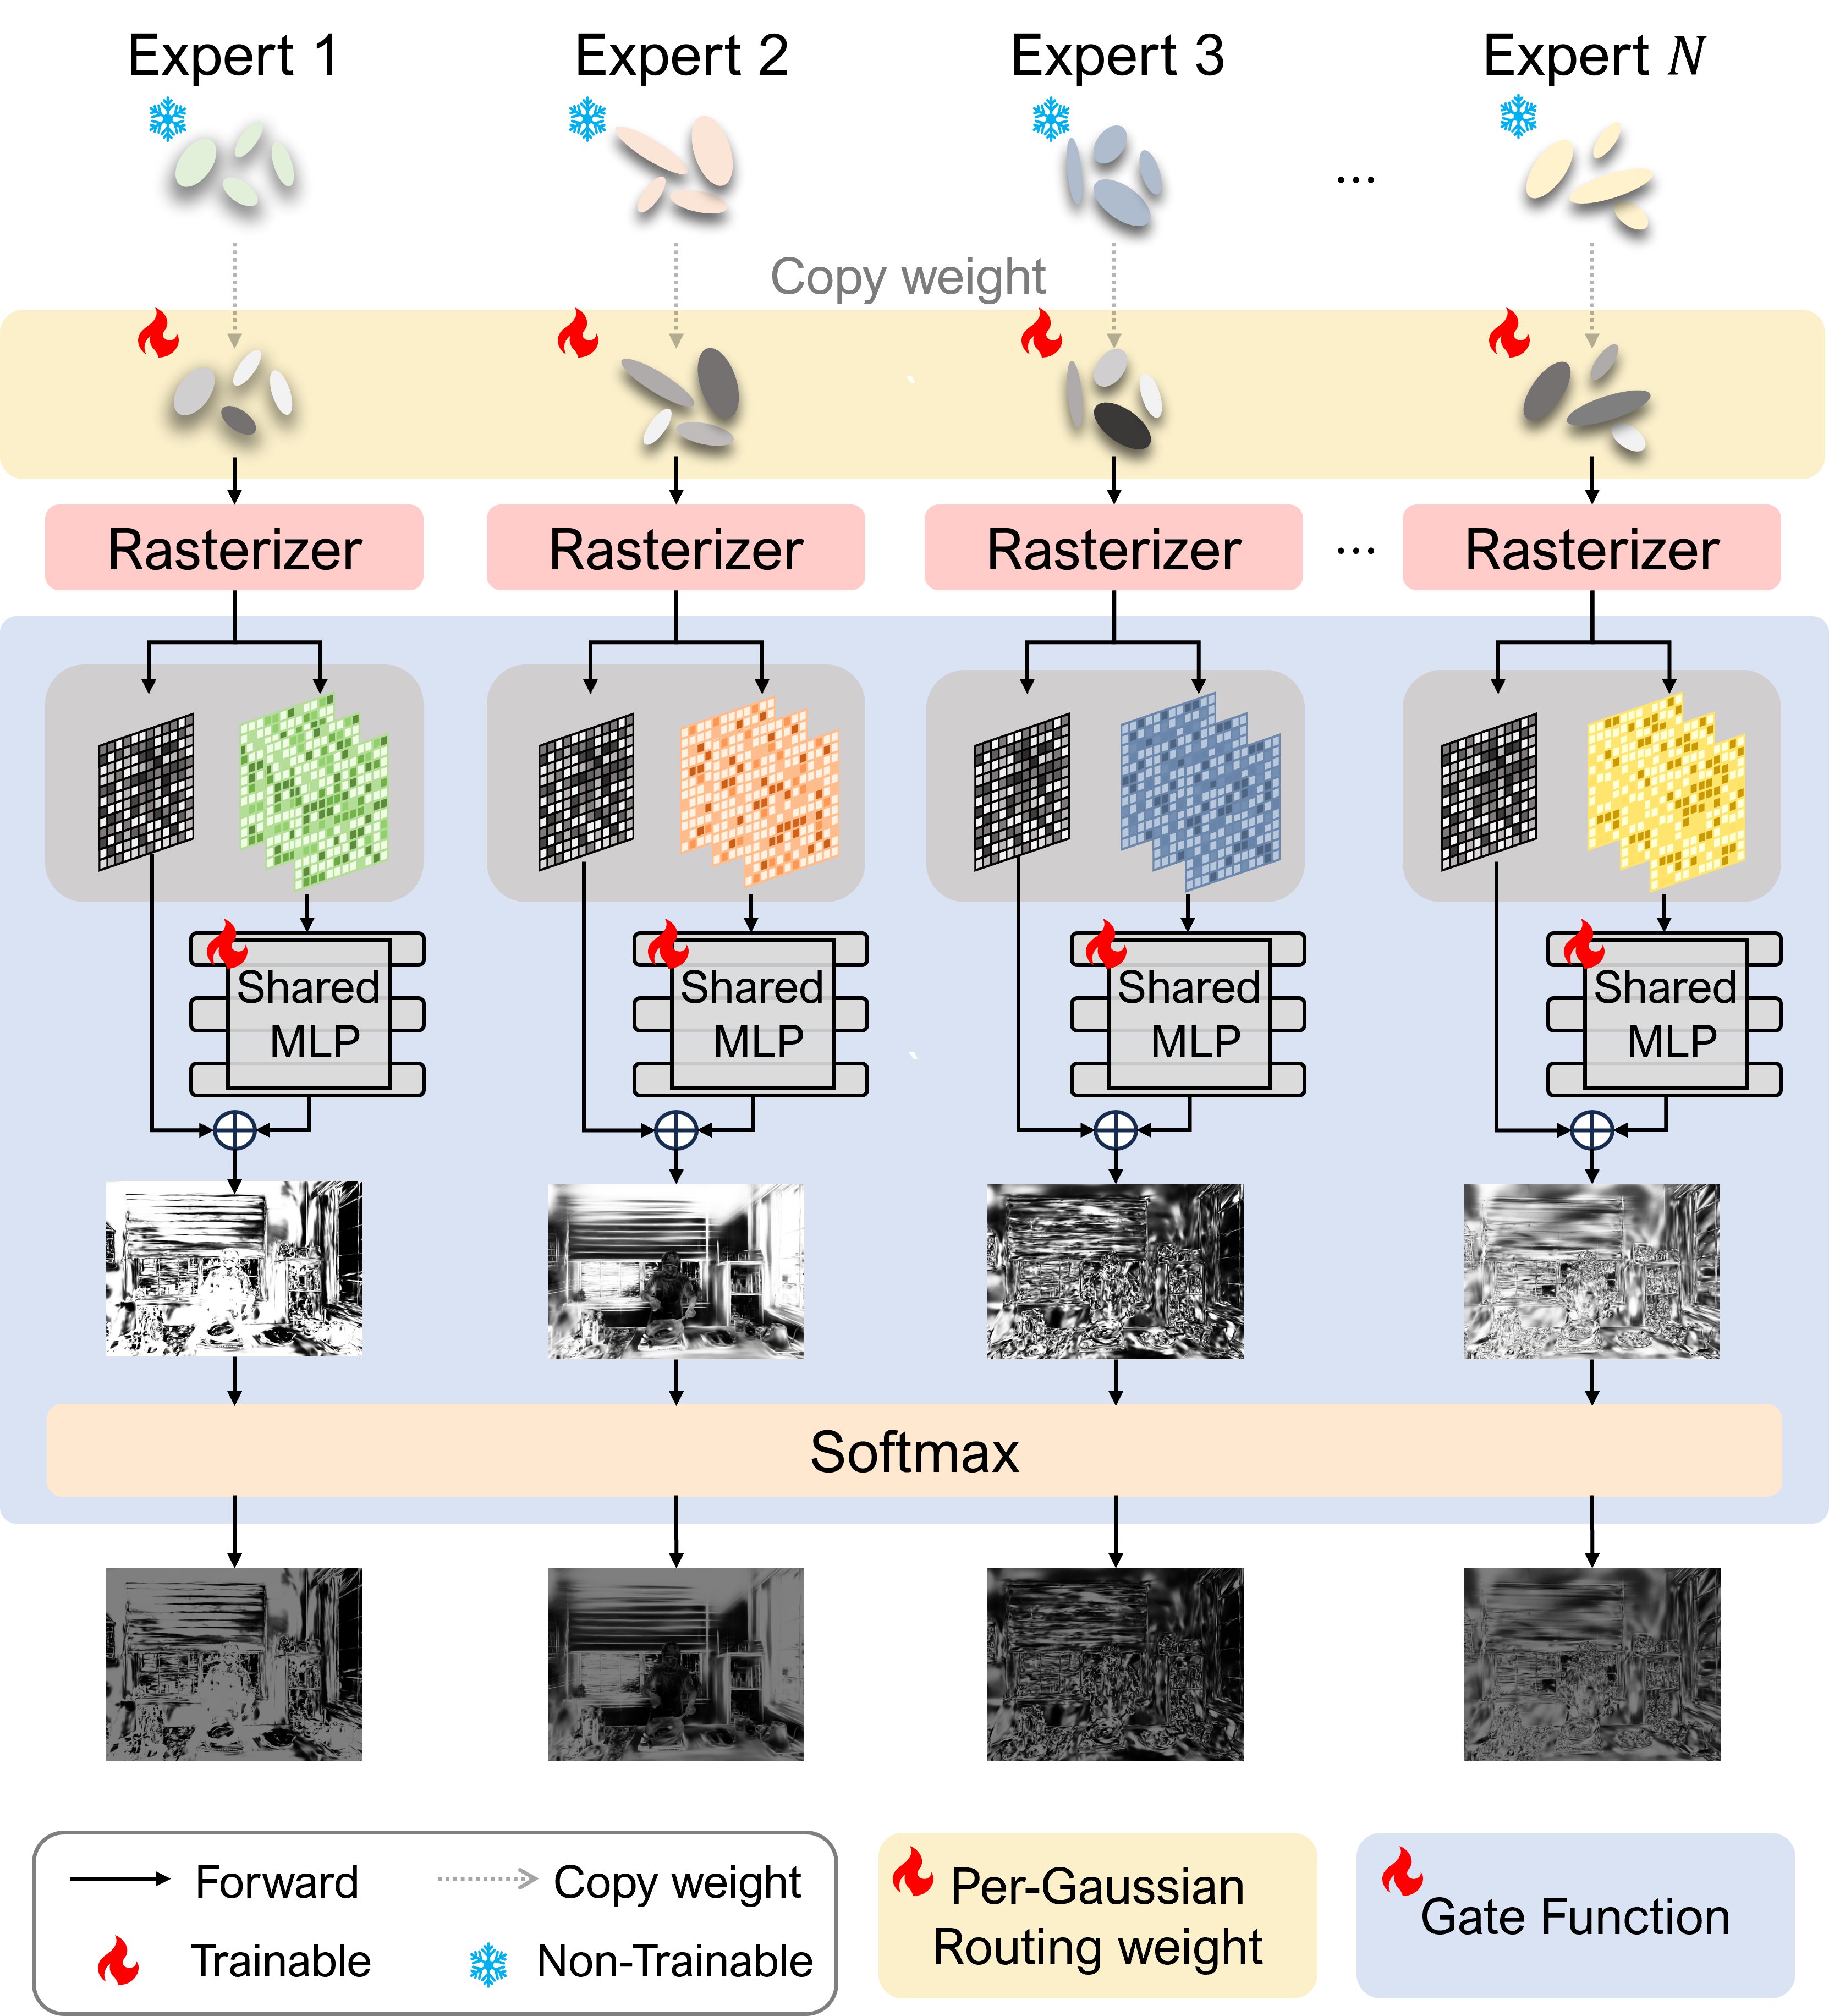 Expert 1
Expert 2
Expert 3
...
Expert N
Copy weight
Rasterizer
Rasterizer
Rasterizer
...
Rasterizer
Shared
MLP
Shared
MLP
Shared
MLP
Shared
MLP
Softmax
Forward
Copy weight
Trainable
Non-Trainable
Per-Gaussian
Routing weight
Gate Function